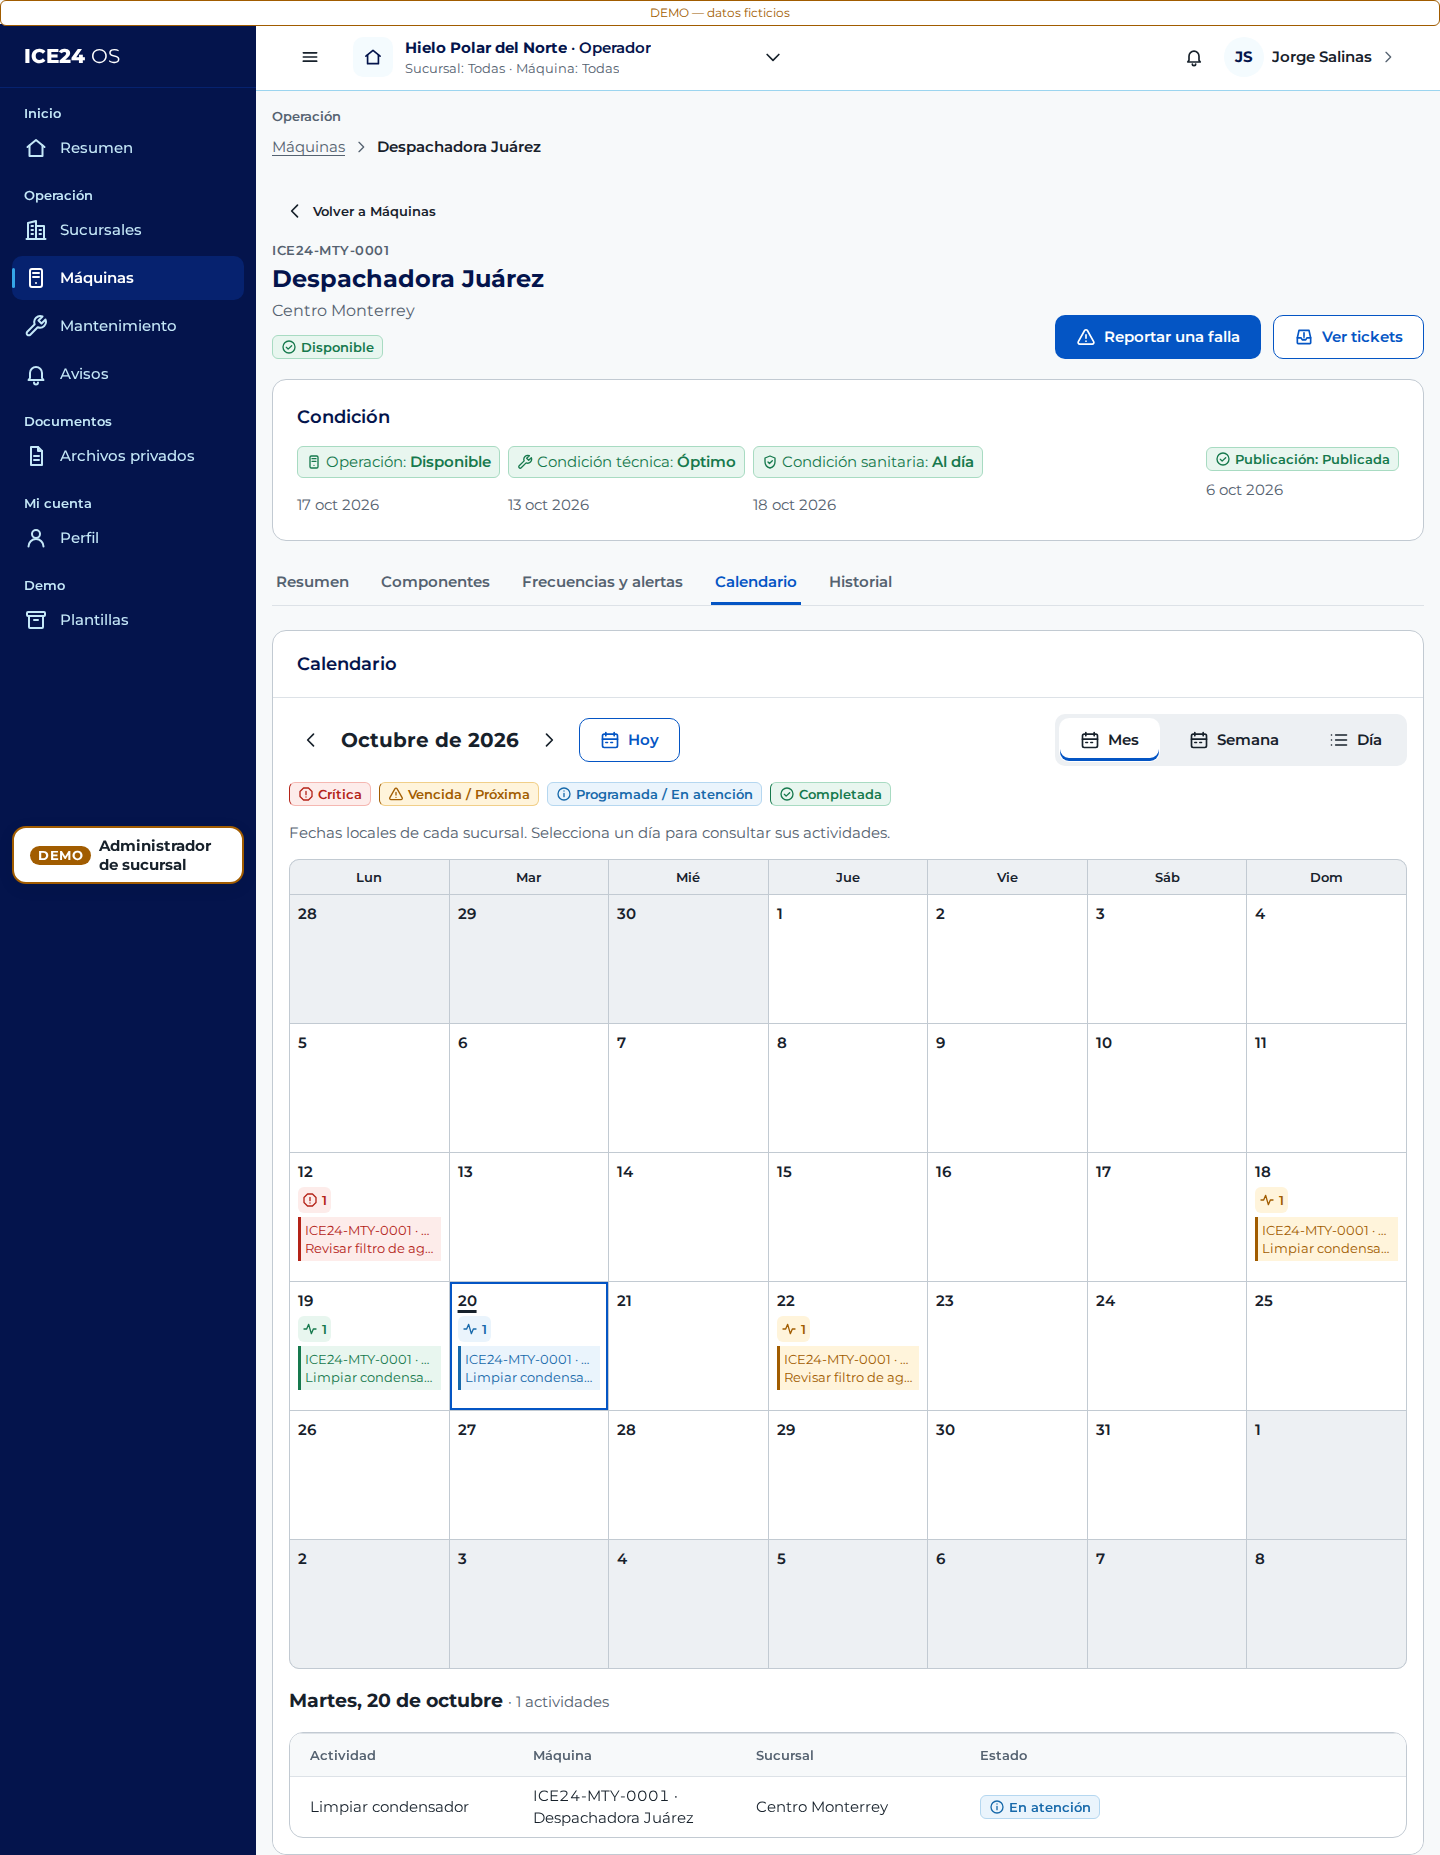 DEMO — datos ficticios
ICE24 OS
Inicio
Resumen
Operación
Sucursales
Máquinas
Mantenimiento
Avisos
Documentos
Archivos privados
Mi cuenta
Perfil
Demo
Plantillas
DEMO
Administrador
de sucursal
Hielo Polar del Norte · Operador
Sucursal: Todas · Máquina: Todas
JS
Jorge Salinas
Operación
Máquinas
Despachadora Juárez
Volver a Máquinas
ICE24-MTY-0001
Despachadora Juárez
Centro Monterrey
Disponible
Reportar una falla
Ver tickets
Condición
Operación: Disponible
Condición técnica: Óptimo
Condición sanitaria: Al día
Publicación: Publicada
17 oct 2026
13 oct 2026
18 oct 2026
6 oct 2026
Resumen
Componentes
Frecuencias y alertas
Calendario
Historial
Calendario
Octubre de 2026
Hoy
Mes
Semana
Día
Crítica
Vencida / Próxima
Programada / En atención
Completada
Fechas locales de cada sucursal. Selecciona un día para consultar sus actividades.
Lun Mar Mié Jue Vie Sáb Dom
28 29 30 1 2 3 4
5 6 7 8 9 10 11
12 13 14 15 16 17 18
1
ICE24-MTY-0001 · ...
Revisar filtro de ag...
1
ICE24-MTY-0001 · ...
Limpiar condensa...
19 20 21 22 23 24 25
1
ICE24-MTY-0001 · ...
Limpiar condensa...
1
ICE24-MTY-0001 · ...
Limpiar condensa...
1
ICE24-MTY-0001 · ...
Revisar filtro de ag...
26 27 28 29 30 31 1
2 3 4 5 6 7 8
Martes, 20 de octubre · 1 actividades
Actividad Máquina Sucursal Estado
Limpiar condensador
ICE24-MTY-0001 ·
Despachadora Juárez
Centro Monterrey
En atención